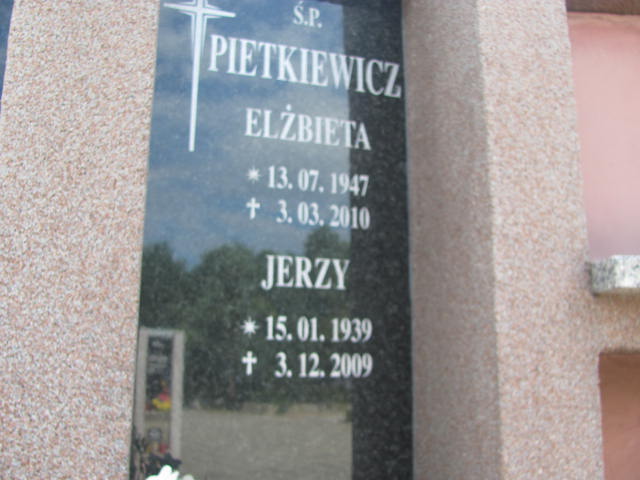 Ś.P.
PIETKIEWICZ
ELŻBIETA
* 13. 07. 1947
✝ 3. 03. 2010
JERZY
* 15. 01. 1939
✝ 3. 12. 2009